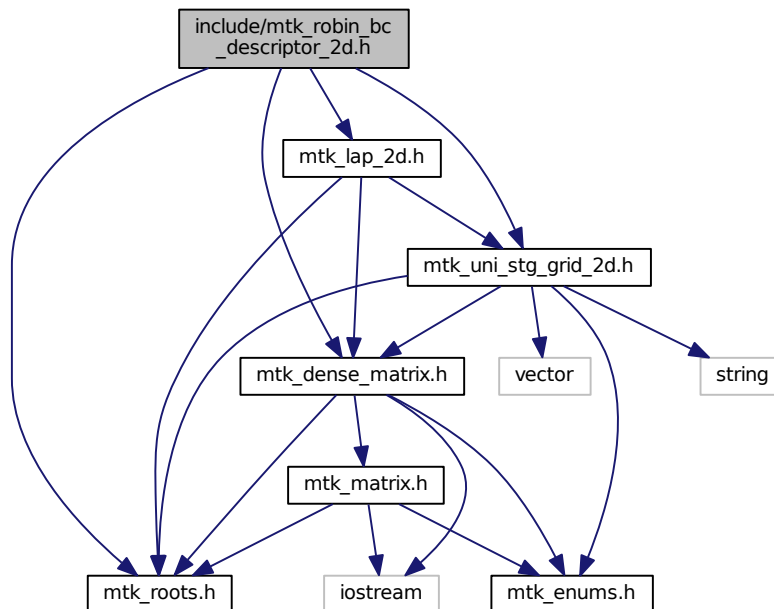 include/mtk_robin_bc
_descriptor_2d.h
mtk_lap_2d.h
mtk_uni_stg_grid_2d.h
mtk_dense_matrix.h
vector
string
mtk_matrix.h
mtk_roots.h
iostream
mtk_enums.h